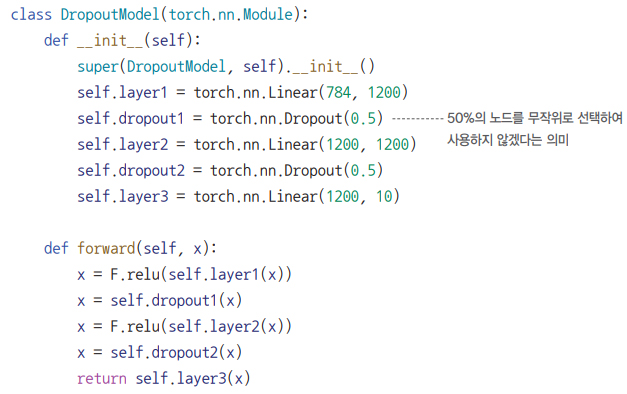 class DropoutModel(torch.nn.Module):
    def __init__(self):
        super(DropoutModel, self).__init__()
        self.layer1 = torch.nn.Linear(784, 1200)
        self.dropout1 = torch.nn.Dropout(0.5) ----------- 50%의 노드를 무작위로 선택하여
        self.layer2 = torch.nn.Linear(1200, 1200) 사용하지 않겠다는 의미
        self.dropout2 = torch.nn.Dropout(0.5)
        self.layer3 = torch.nn.Linear(1200, 10)

    def forward(self, x):
        x = F.relu(self.layer1(x))
        x = self.dropout1(x)
        x = F.relu(self.layer2(x))
        x = self.dropout2(x)
        return self.layer3(x)